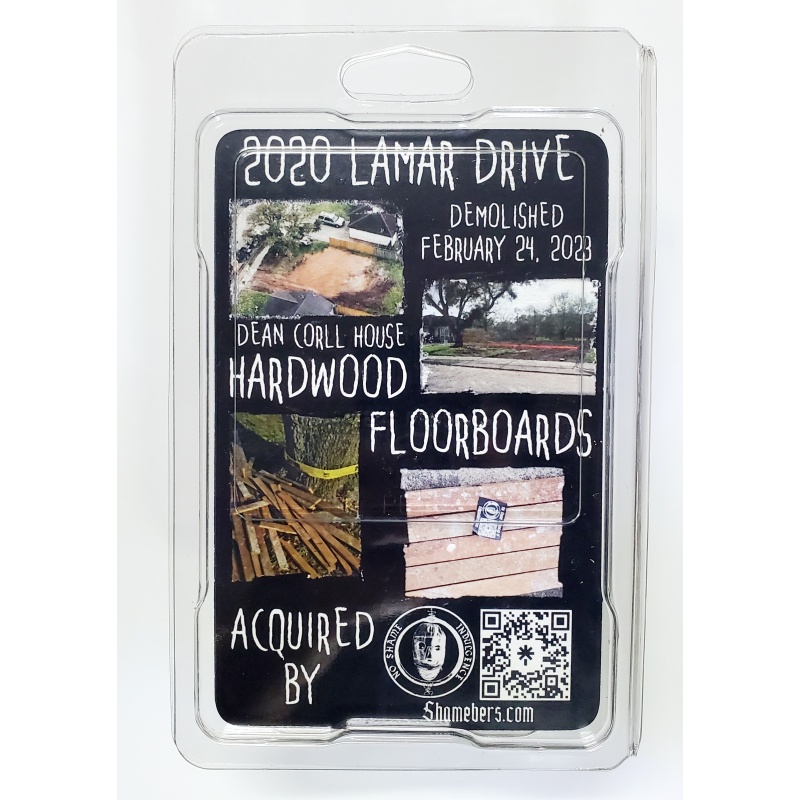 2020 LAMAR DRIVE
DEMOLISHED
FEBRUARY 24, 2023
DEAN CORLL HOUSE
HARDWOOD
FLOORBOARDS
ACQUIRED
BY
NO SHAME INDULGENCE
Shamebers.com